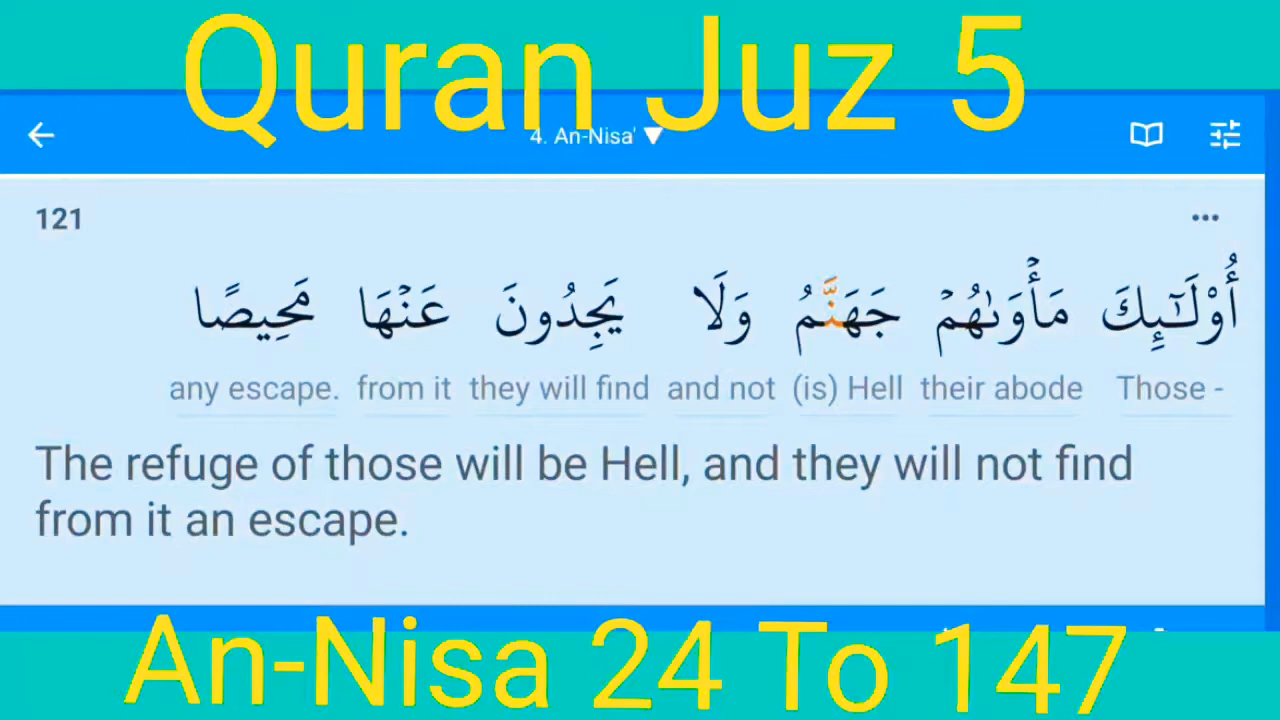 Quran Juz 5
4. An-Nisa' ▼
121
أُو۟لَـٰٓئِكَ مَأْوَىٰهُمْ جَهَنَّمُ وَلَا يَجِدُونَ عَنْهَا مَحِيصًا
any escape. from it they will find and not (is) Hell their abode Those -
The refuge of those will be Hell, and they will not find
from it an escape.
An-Nisa 24 To 147